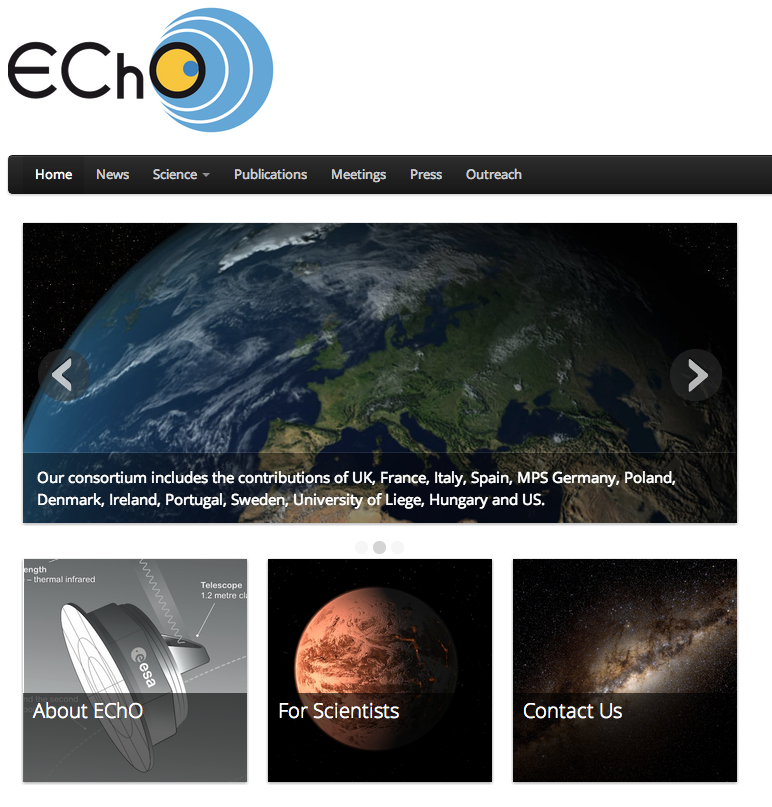 EChO
Home News Science Publications Meetings Press Outreach
Our consortium includes the contributions of UK, France, Italy, Spain, MPS Germany, Poland,
Denmark, Ireland, Portugal, Sweden, University of Liege, Hungary and US.
– thermal infrared
Telescope
1.2 metre
esa
About EChO
For Scientists
Contact Us